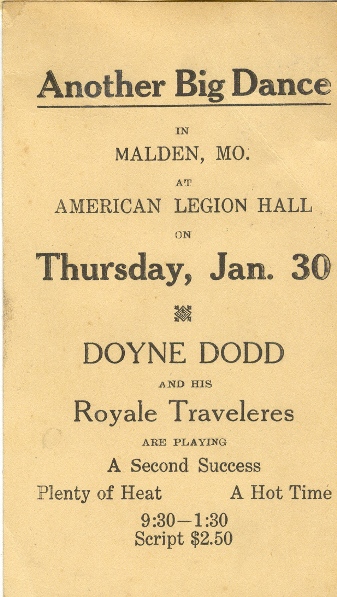 Another Big Dance
IN
MALDEN, MO.
AT
AMERICAN LEGION HALL
ON
Thursday, Jan. 30
DOYNE DODD
AND HIS
Royale Traveleres
ARE PLAYING
A Second Success
Plenty of Heat A Hot Time
9:30—1:30
Script $2.50